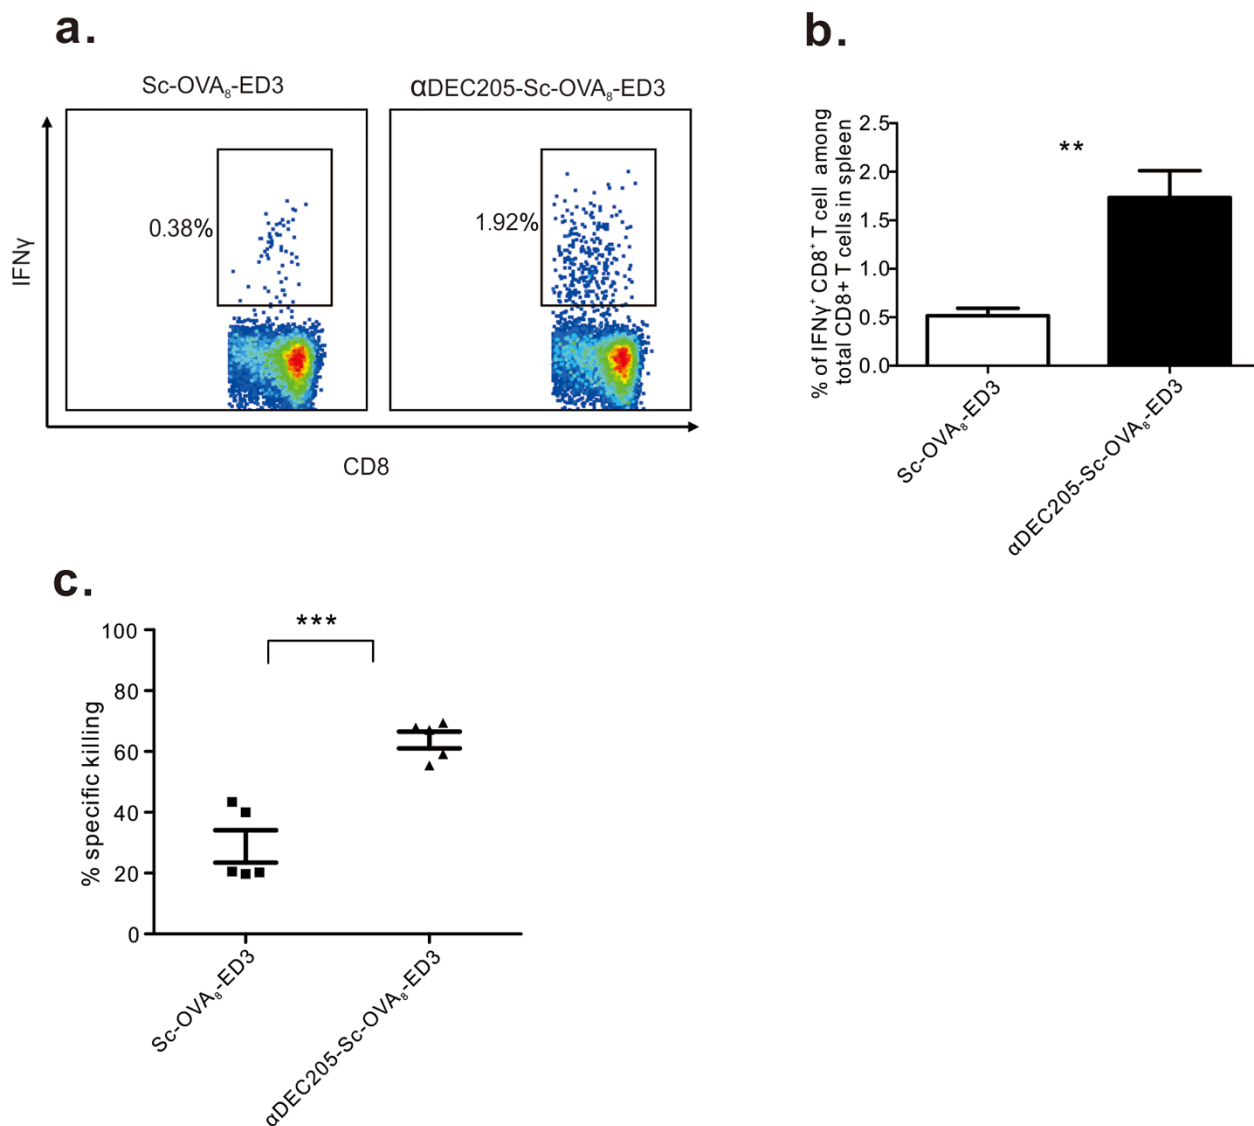 a.
Sc-OVA₈-ED3
αDEC205-Sc-OVA₈-ED3
0.38%
1.92%
IFNγ
CD8
b.
% of IFNγ⁺ CD8⁺ T cell among
total CD8+ T cells in spleen
2.5
2.0
1.5
1.0
0.5
0.0
**
Sc-OVA₈-ED3
αDEC205-Sc-OVA₈-ED3
c.
% specific killing
100
80
60
40
20
0
***
Sc-OVA₈-ED3
αDEC205-Sc-OVA₈-ED3